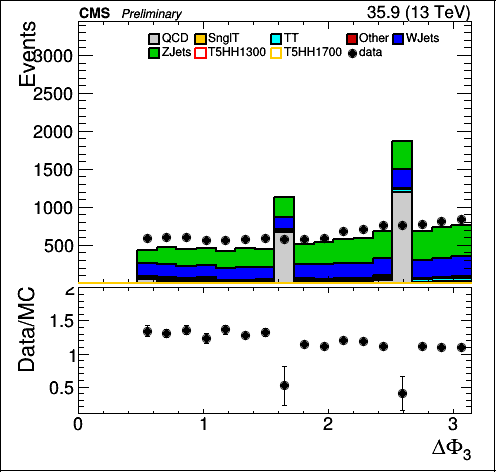 CMS Preliminary 35.9 (13 TeV)
Events
QCD SnglT TT Other WJets
ZJets T5HH1300 T5HH1700 data
3000
2500
2000
1500
1000
500
Data/MC
2
1.5
1
0.5
0 1 2 3
ΔΦ3